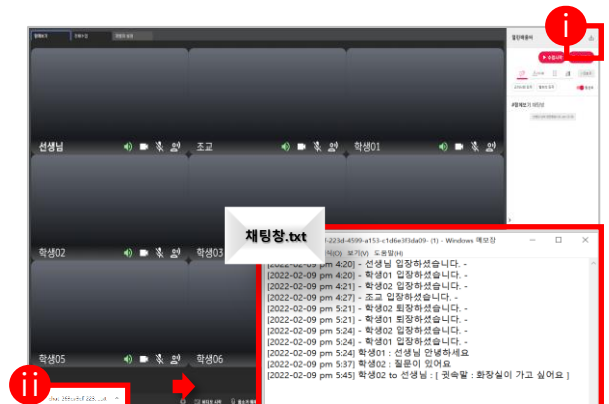 i
선생님
조교
학생01
학생02
학생03
채팅창.txt
-223d-4599-a153-c1d6e3f3da09- (1) - Windows 메모장
보기(V) 도움말(H)
[2022-02-09 pm 4:20] - 선생님 입장하셨습니다. -
[2022-02-09 pm 4:20] - 학생01 입장하셨습니다. -
[2022-02-09 pm 4:21] - 학생02 입장하셨습니다. -
[2022-02-09 pm 4:27] - 조교 입장하셨습니다. -
[2022-02-09 pm 5:21] - 학생02 퇴장하셨습니다. -
[2022-02-09 pm 5:21] - 학생01 퇴장하셨습니다. -
[2022-02-09 pm 5:24] - 학생02 입장하셨습니다. -
[2022-02-09 pm 5:24] - 학생01 입장하셨습니다. -
[2022-02-09 pm 5:24] 학생01 : 선생님 안녕하세요
[2022-02-09 pm 5:37] 학생02 : 질문이 있어요
[2022-02-09 pm 5:45] 학생02 to 선생님 : [ 귓속말 : 화장실이 가고 싶어요 ]
학생05
학생06
ii